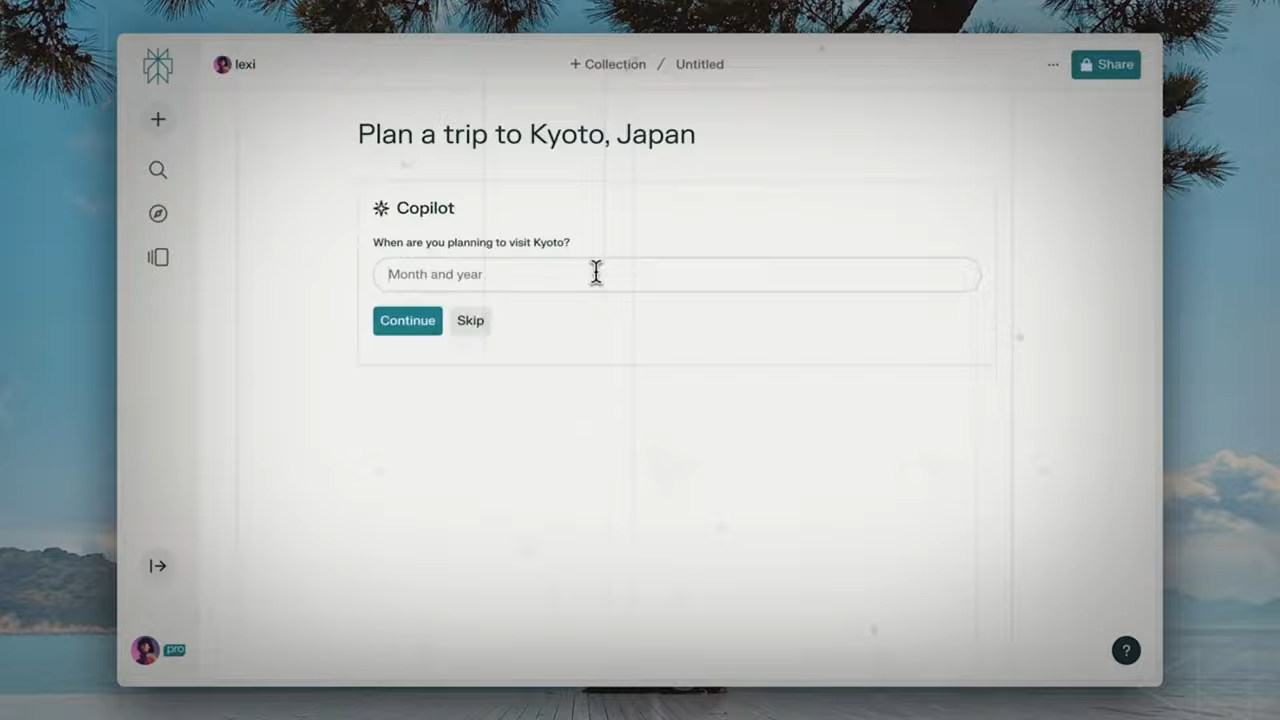 lexi
+ Collection / Untitled
... Share
Plan a trip to Kyoto, Japan
Copilot
When are you planning to visit Kyoto?
Month and year
Continue Skip
pro
?